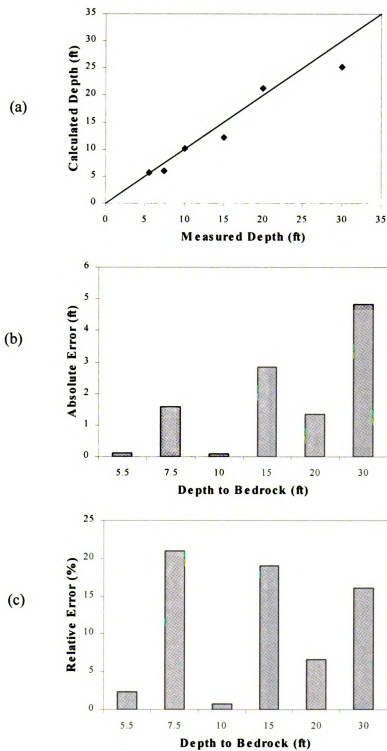 (a)
Calculated Depth (ft)
35
30
25
20
15
10
5
0
0 5 10 15 20 25 30 35
Measured Depth (ft)
(b)
Absolute Error (ft)
6
5
4
3
2
1
0
5.5 7.5 10 15 20 30
Depth to Bedrock (ft)
(c)
Relative Error (%)
25
20
15
10
5
0
5.5 7.5 10 15 20 30
Depth to Bedrock (ft)